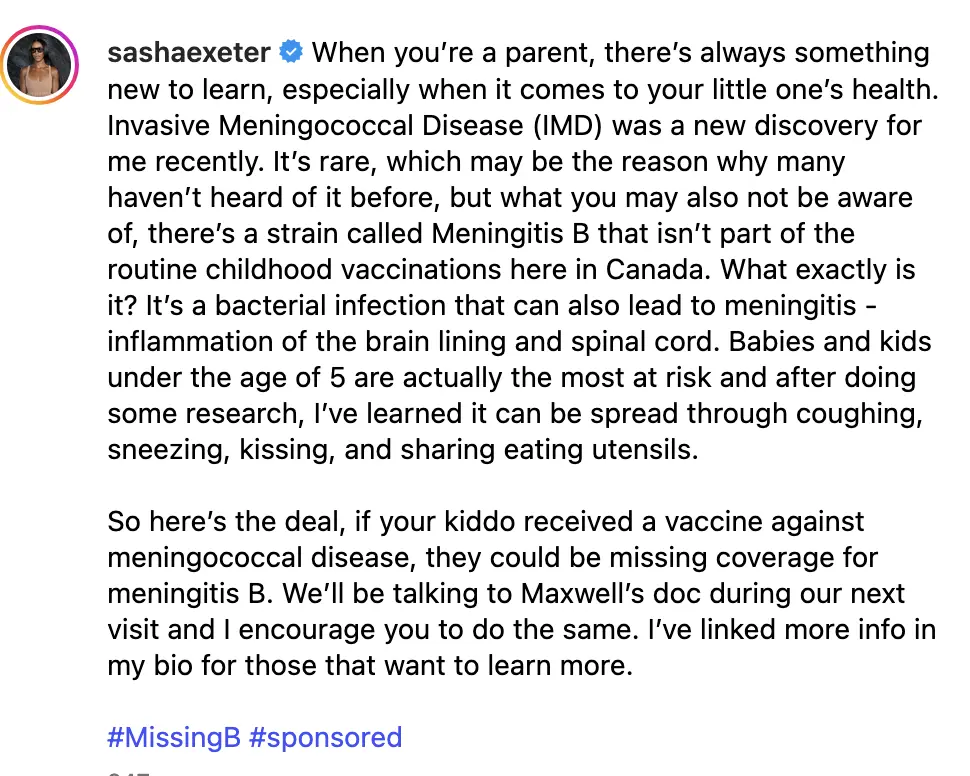 sashaexeter When you’re a parent, there’s always something
new to learn, especially when it comes to your little one’s health.
Invasive Meningococcal Disease (IMD) was a new discovery for
me recently. It’s rare, which may be the reason why many
haven’t heard of it before, but what you may also not be aware
of, there’s a strain called Meningitis B that isn’t part of the
routine childhood vaccinations here in Canada. What exactly is
it? It’s a bacterial infection that can also lead to meningitis -
inflammation of the brain lining and spinal cord. Babies and kids
under the age of 5 are actually the most at risk and after doing
some research, I’ve learned it can be spread through coughing,
sneezing, kissing, and sharing eating utensils.
So here’s the deal, if your kiddo received a vaccine against
meningococcal disease, they could be missing coverage for
meningitis B. We’ll be talking to Maxwell’s doc during our next
visit and I encourage you to do the same. I’ve linked more info in
my bio for those that want to learn more.
#MissingB #sponsored